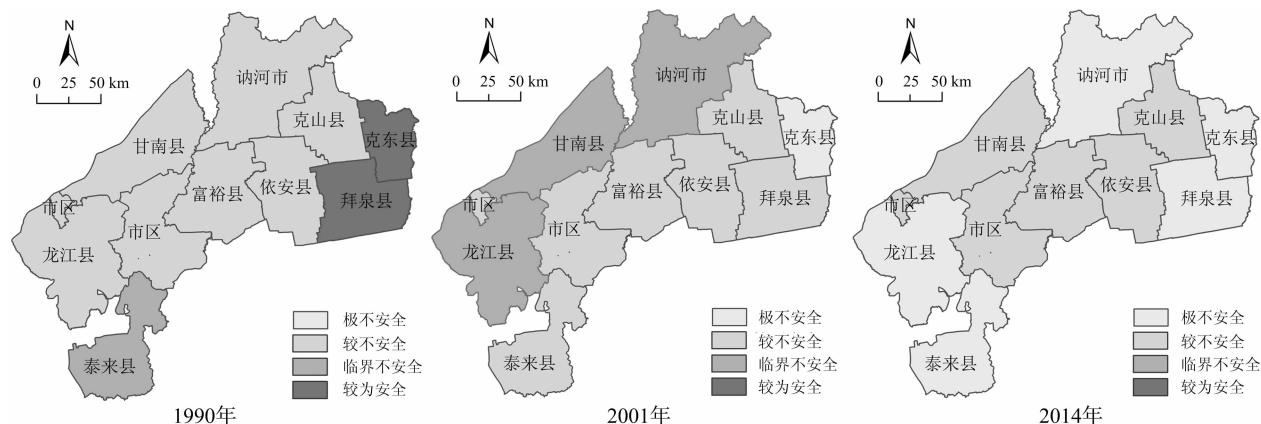 N
0 25 50 km
讷河市
克山县
克东县
甘南县
富裕县
依安县
拜泉县
市区
市区
龙江县
泰来县
极不安全
较不安全
临界不安全
较为安全
1990年
N
0 25 50 km
讷河市
克山县
克东县
甘南县
富裕县
依安县
拜泉县
市区
市区
龙江县
泰来县
极不安全
较不安全
临界不安全
较为安全
2001年
N
0 25 50 km
讷河市
克山县
克东县
甘南县
富裕县
依安县
拜泉县
市区
市区
龙江县
泰来县
极不安全
较不安全
临界不安全
较为安全
2014年